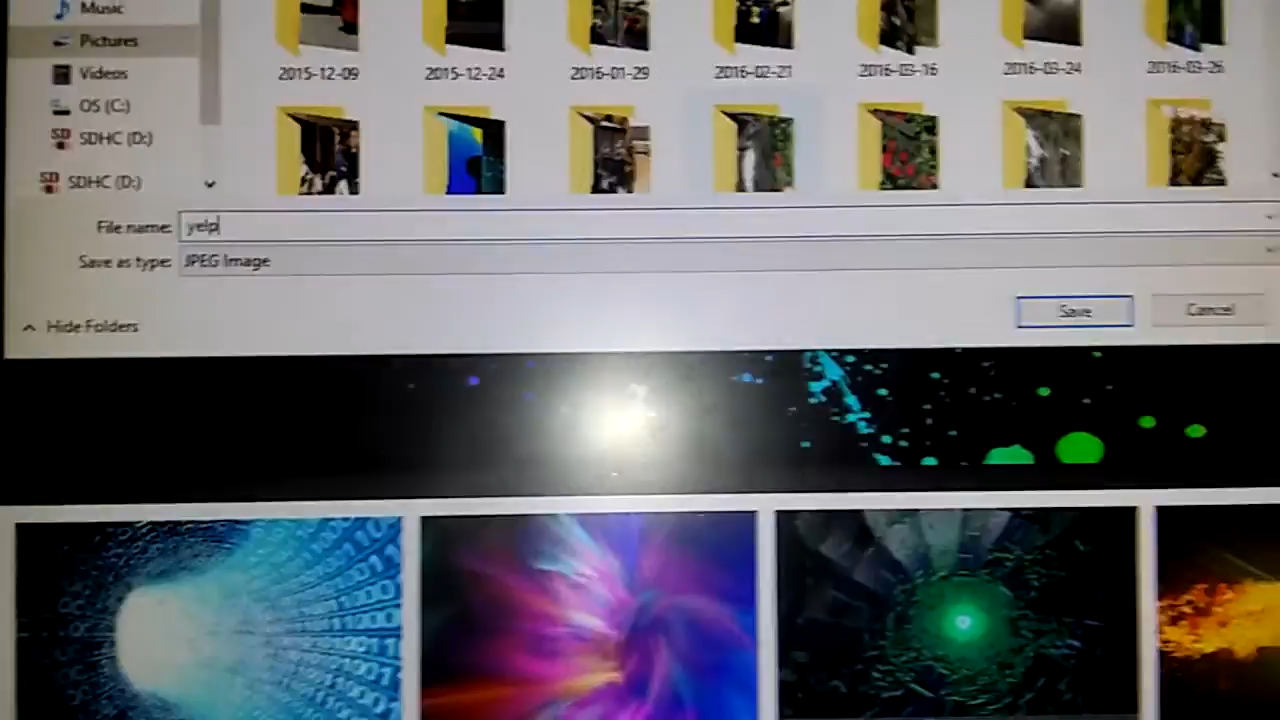 Music
Pictures
Videos
OS (C:)
SDHC (D:)
SDHC (D:)
2015-12-09
2015-12-24
2016-01-29
2016-02-21
2016-03-16
2016-03-24
2016-03-26
File name: yelp
Save as type: JPEG Image
Hide Folders
Save
Cancel